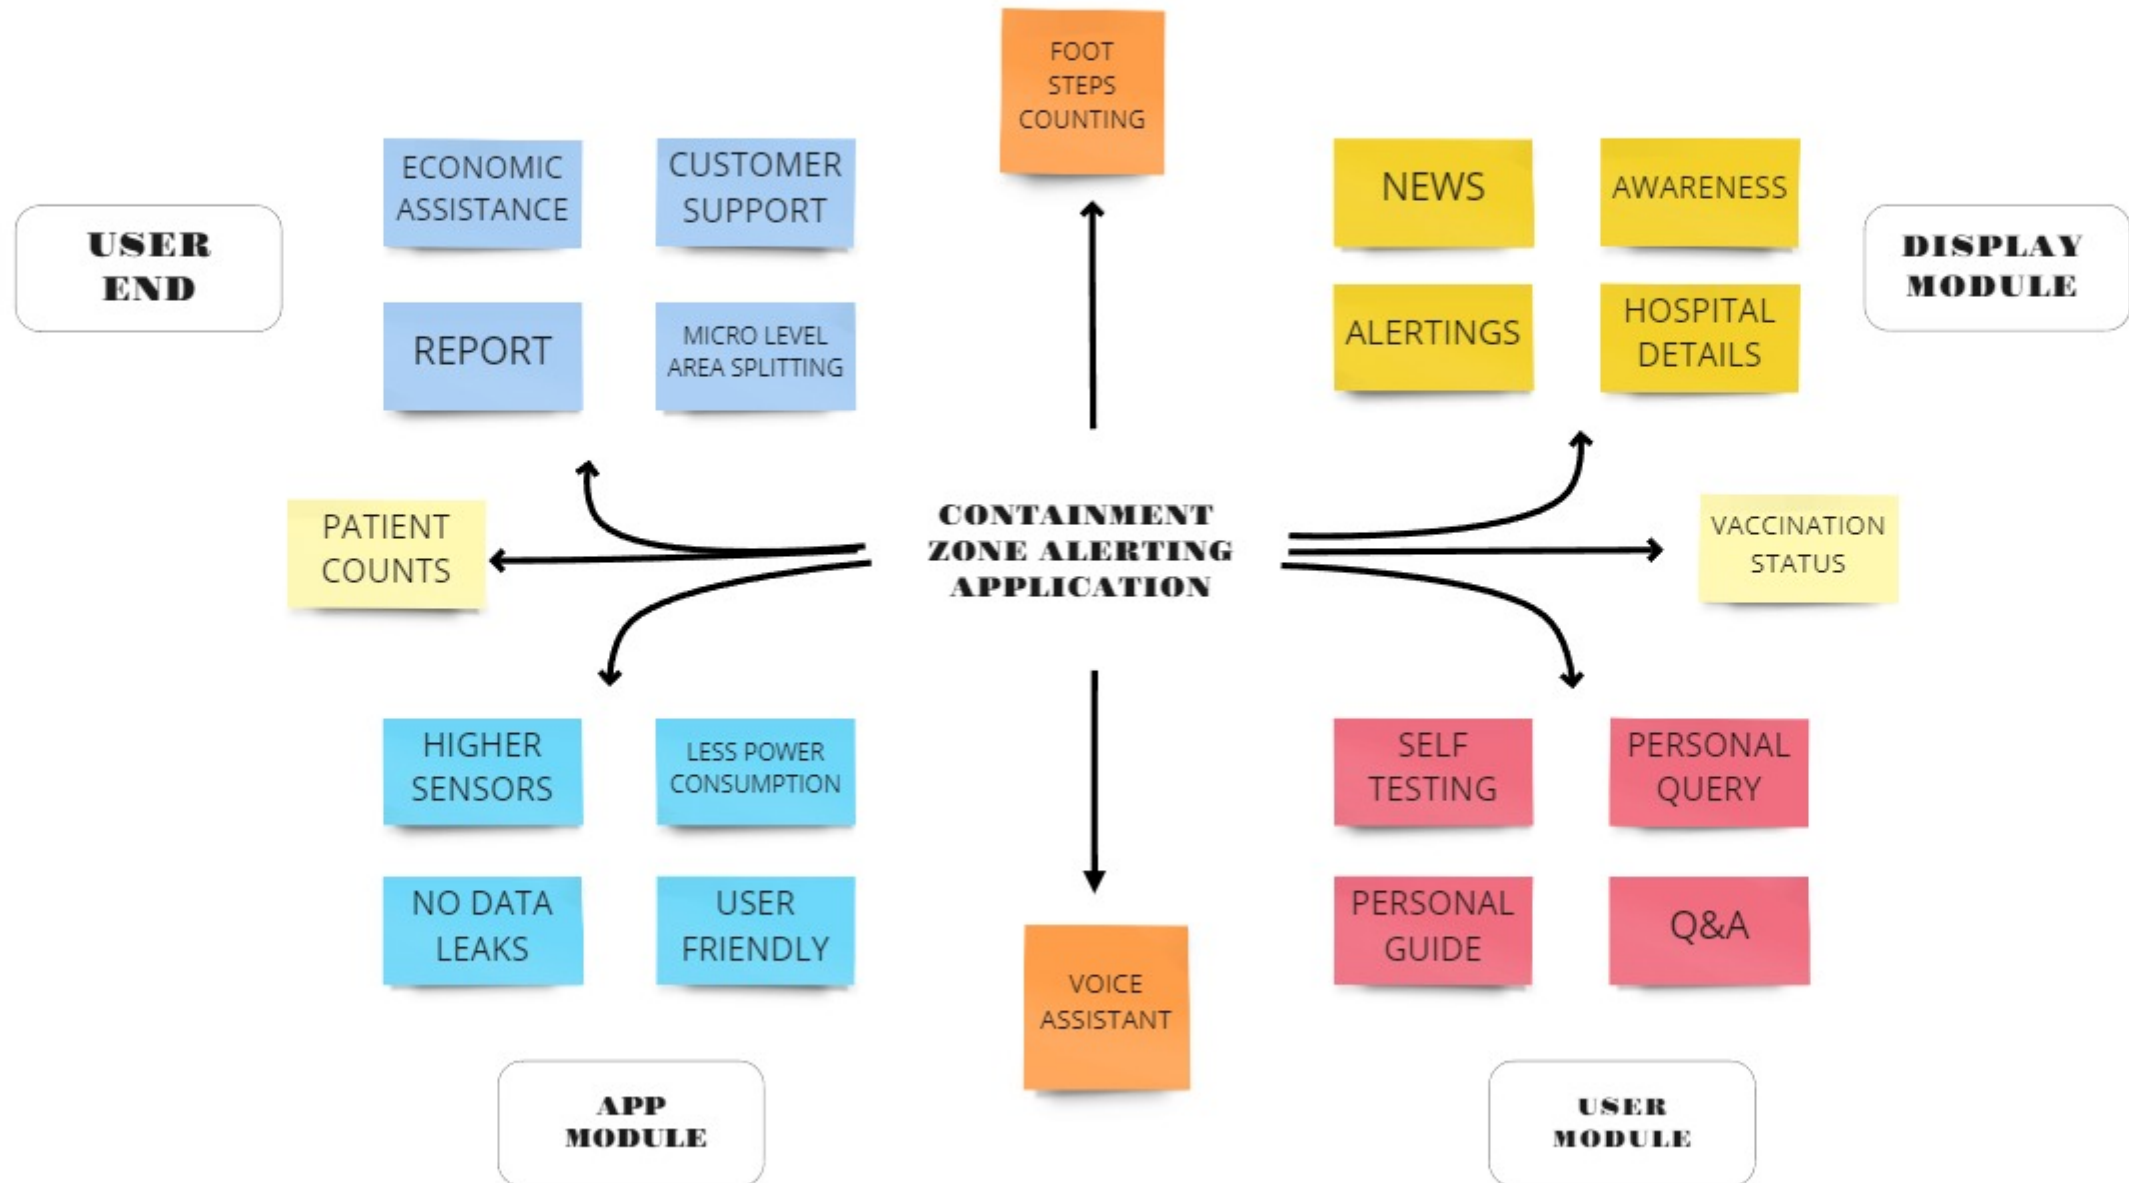 FOOT
STEPS
COUNTING
USER
END
ECONOMIC
ASSISTANCE
CUSTOMER
SUPPORT
REPORT
MICRO LEVEL
AREA SPLITTING
NEWS
AWARENESS
ALERTINGS
HOSPITAL
DETAILS
DISPLAY
MODULE
PATIENT
COUNTS
CONTAINMENT
ZONE ALERTING
APPLICATION
VACCINATION
STATUS
HIGHER
SENSORS
LESS POWER
CONSUMPTION
NO DATA
LEAKS
USER
FRIENDLY
APP
MODULE
VOICE
ASSISTANT
SELF
TESTING
PERSONAL
QUERY
PERSONAL
GUIDE
Q&A
USER
MODULE